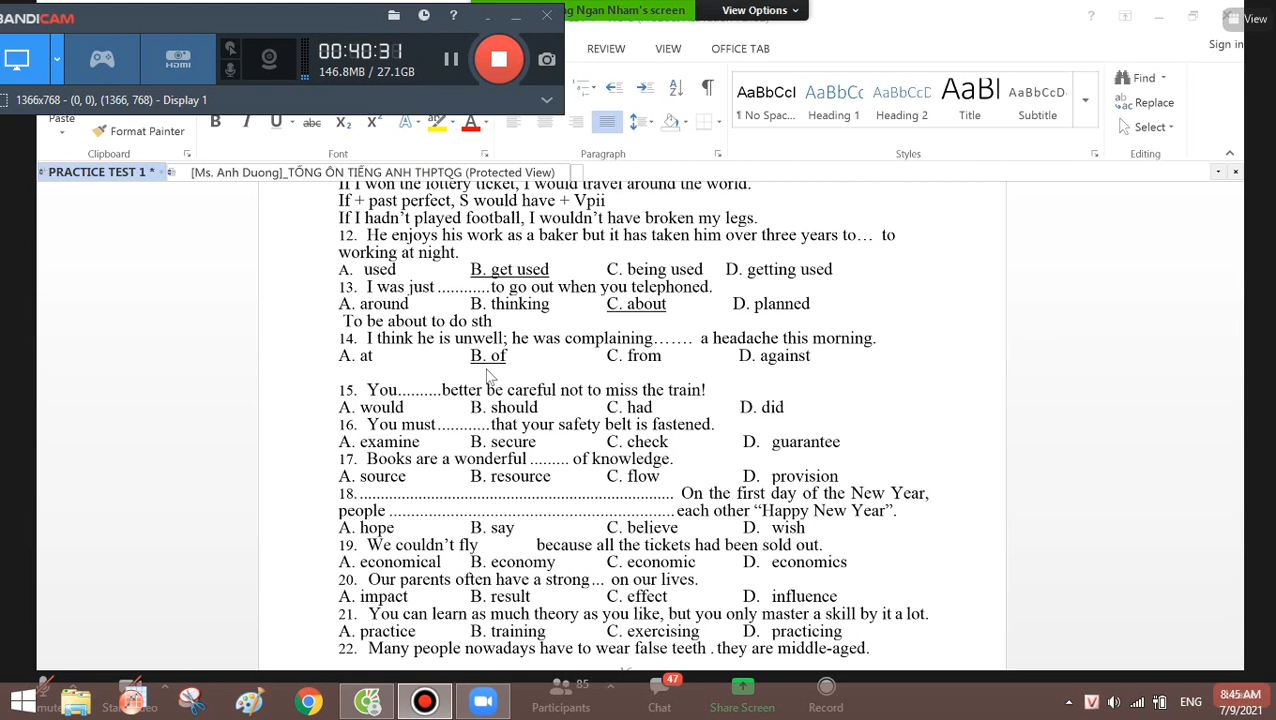 BANDICAM
00:40:31
146.8MB / 27.1GB
1366x768 - (0, 0), (1366, 768) - Display 1
Ngan Nham's screen
View Options
View
REVIEW
VIEW
OFFICE TAB
Sign in
Paste
Format Painter
Clipboard
Font
Paragraph
AaBbCcI
¶ No Spac...
AaBbCc
Heading 1
AaBbCcD
Heading 2
AaBl
Title
AaBbCcD.
Subtitle
Styles
Find
Replace
Select
Editing
PRACTICE TEST 1 *
[Ms. Anh Duong]_TỔNG ÔN TIẾNG ANH THPTQG (Protected View)
If I won the lottery ticket, I would travel around the world.
If + past perfect, S would have + Vpii
If I hadn't played football, I wouldn't have broken my legs.
12. He enjoys his work as a baker but it has taken him over three years to… to
working at night.
A. used B. get used C. being used D. getting used
13. I was just ............to go out when you telephoned.
A. around B. thinking C. about D. planned
To be about to do sth
14. I think he is unwell; he was complaining……. a headache this morning.
A. at B. of C. from D. against
15. You..........better be careful not to miss the train!
A. would B. should C. had D. did
16. You must............that your safety belt is fastened.
A. examine B. secure C. check D. guarantee
17. Books are a wonderful ......... of knowledge.
A. source B. resource C. flow D. provision
18........................................................................... On the first day of the New Year,
people ....................................................................each other “Happy New Year”.
A. hope B. say C. believe D. wish
19. We couldn't fly because all the tickets had been sold out.
A. economical B. economy C. economic D. economics
20. Our parents often have a strong... on our lives.
A. impact B. result C. effect D. influence
21. You can learn as much theory as you like, but you only master a skill by it a lot.
A. practice B. training C. exercising D. practicing
22. Many people nowadays have to wear false teeth . they are middle-aged.
85
Participants
47
Chat
Share Screen
Record
ENG
8:45 AM
7/9/2021